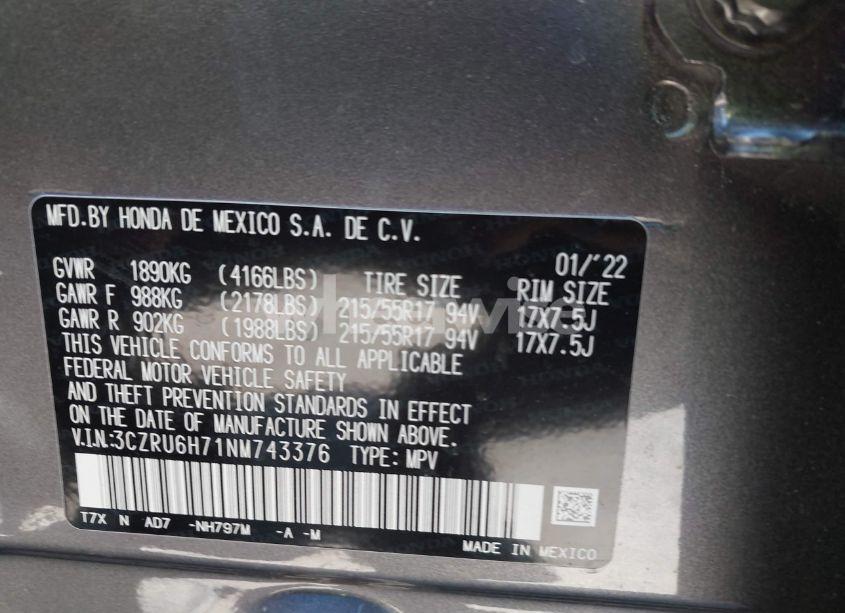 MFD.BY HONDA DE MEXICO S.A. DE C.V.
01/'22
GVWR 1890KG (4166LBS) TIRE SIZE RIM SIZE
GAWR F 988KG (2178LBS) 215/55R17 94V 17X7.5J
GAWR R 902KG (1988LBS) 215/55R17 94V 17X7.5J
THIS VEHICLE CONFORMS TO ALL APPLICABLE
FEDERAL MOTOR VEHICLE SAFETY
AND THEFT PREVENTION STANDARDS IN EFFECT
ON THE DATE OF MANUFACTURE SHOWN ABOVE.
V.I.N.:3CZRU6H71NM743376 TYPE: MPV
T7X N AD7 -NH797M -A -M
MADE IN MEXICO